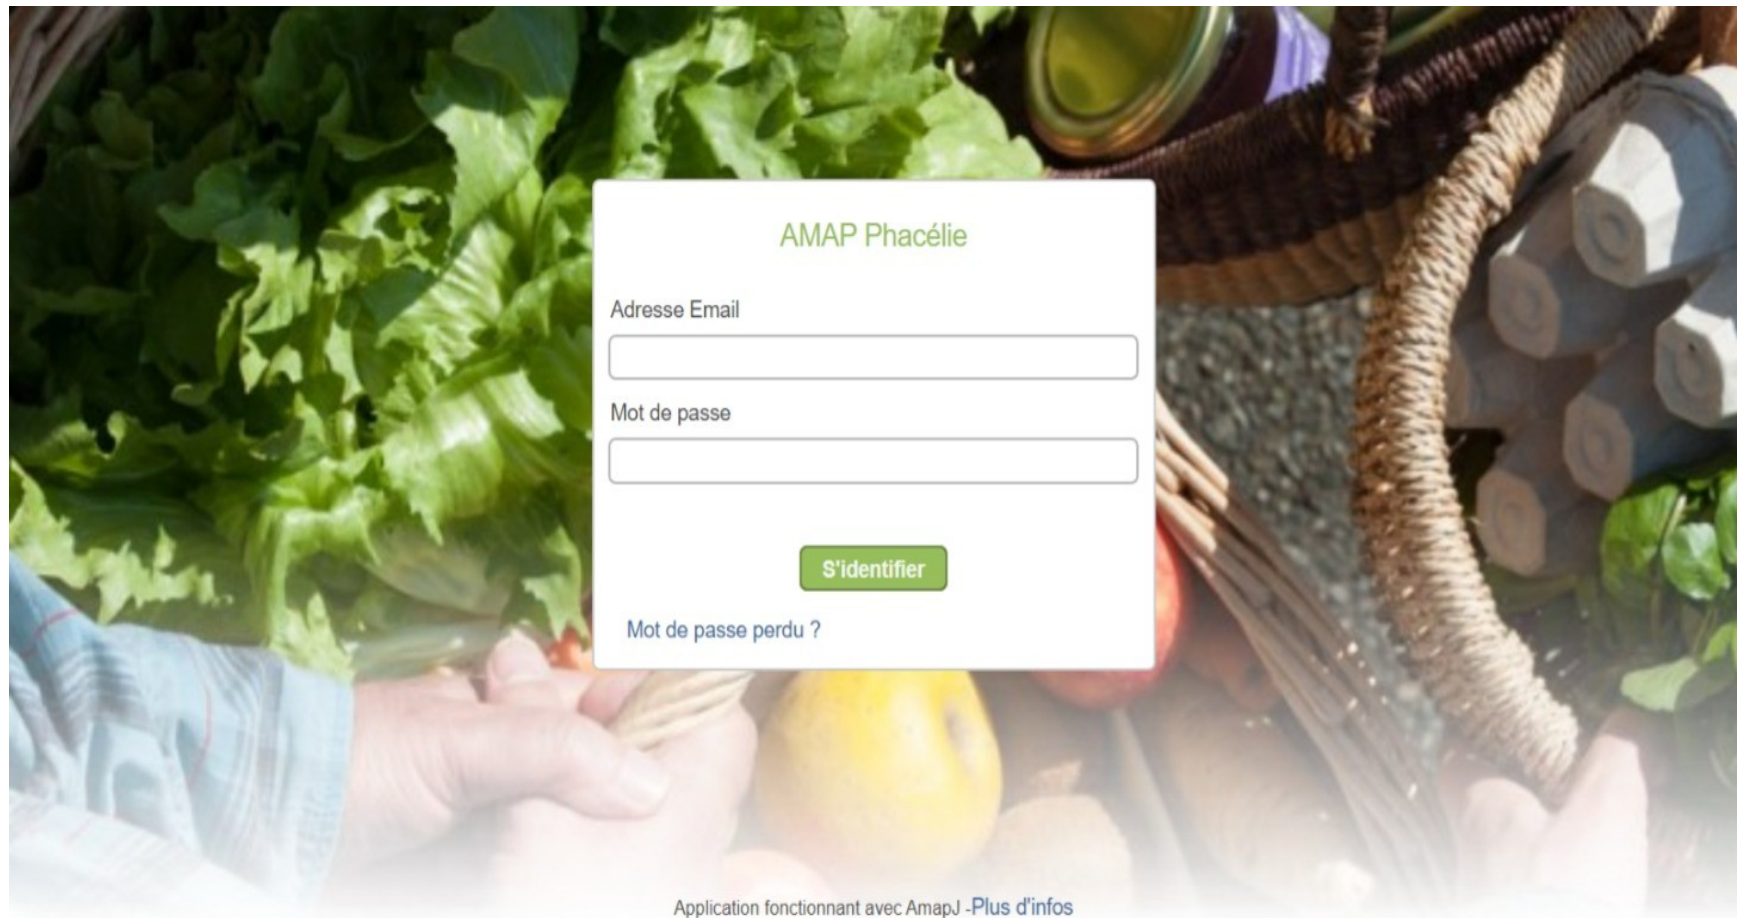 AMAP Phacélie
Adresse Email
Mot de passe
S'identifier
Mot de passe perdu ?
Application fonctionnant avec AmapJ -Plus d'infos